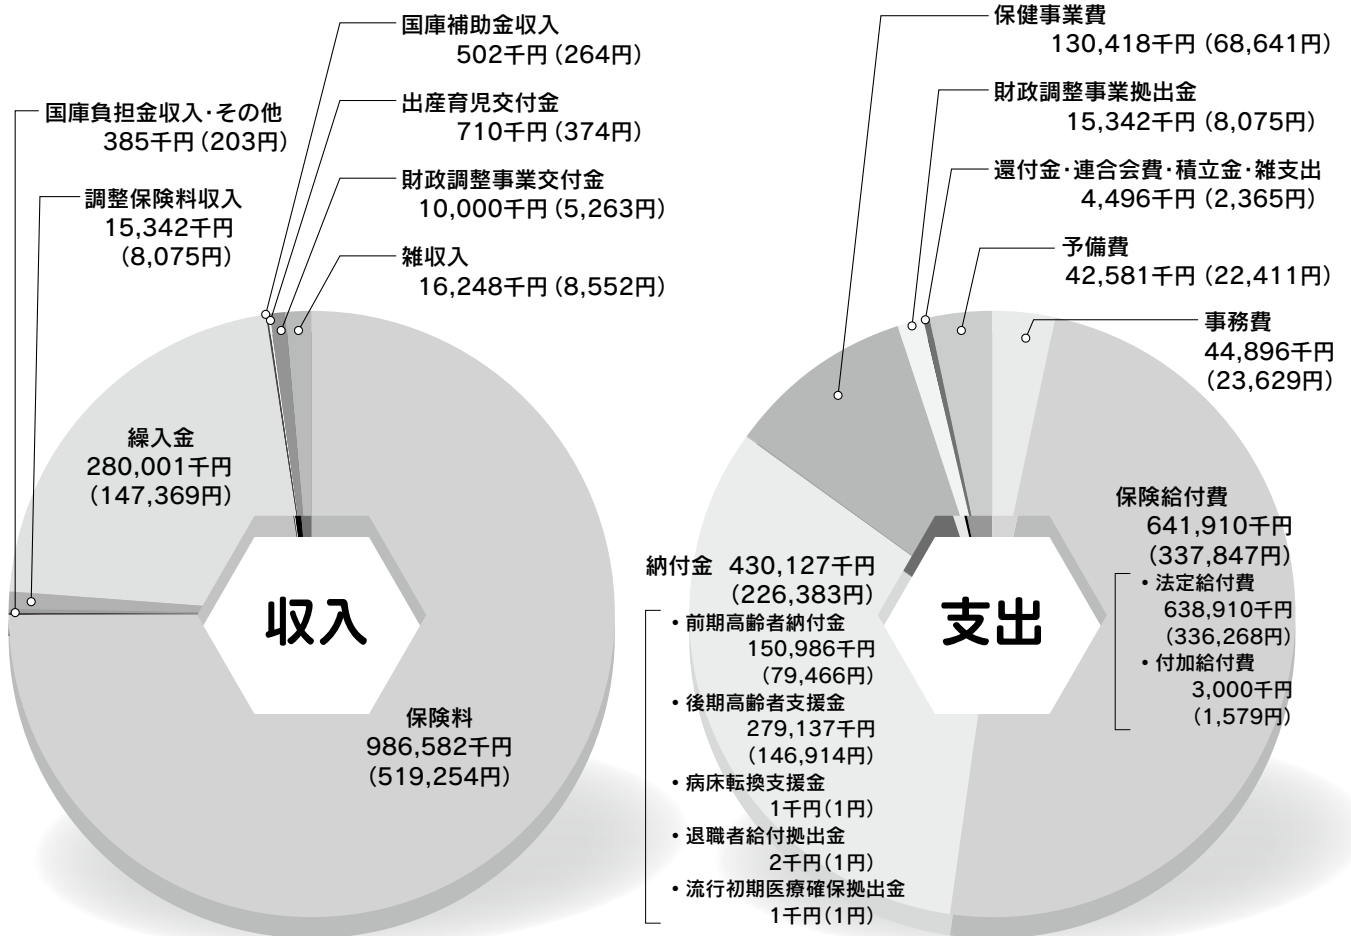 国庫補助金収入
502千円(264円)
出産育児交付金
710千円(374円)
国庫負担金収入・その他
385千円(203円)
財政調整事業交付金
10,000千円(5,263円)
調整保険料収入
15,342千円
(8,075円)
雑収入
16,248千円(8,552円)
繰入金
280,001千円
(147,369円)
収入
保険料
986,582千円
(519,254円)
保健事業費
130,418千円(68,641円)
財政調整事業拠出金
15,342千円(8,075円)
還付金・連合会費・積立金・雑支出
4,496千円(2,365円)
予備費
42,581千円(22,411円)
事務費
44,896千円
(23,629円)
保険給付費
641,910千円
(337,847円)
・法定給付費
638,910千円
(336,268円)
・付加給付費
3,000千円
(1,579円)
支出
納付金 430,127千円
(226,383円)
・前期高齢者納付金
150,986千円
(79,466円)
・後期高齢者支援金
279,137千円
(146,914円)
・病床転換支援金
1千円(1円)
・退職者給付拠出金
2千円(1円)
・流行初期医療確保拠出金
1千円(1円)